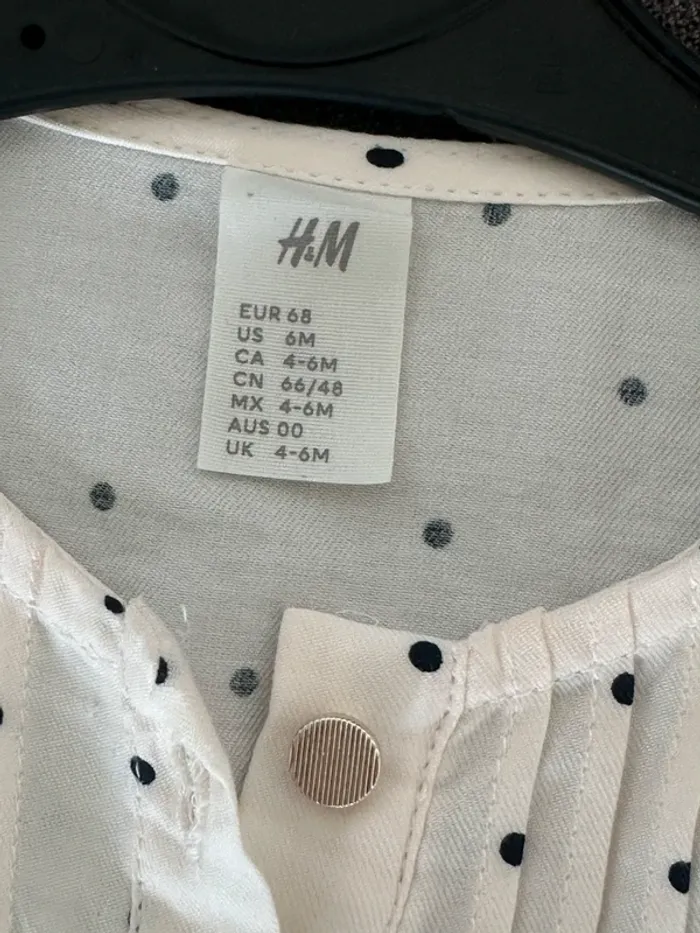 H&M
EUR 68
US 6M
CA 4-6M
CN 66/48
MX 4-6M
AUS 00
UK 4-6M